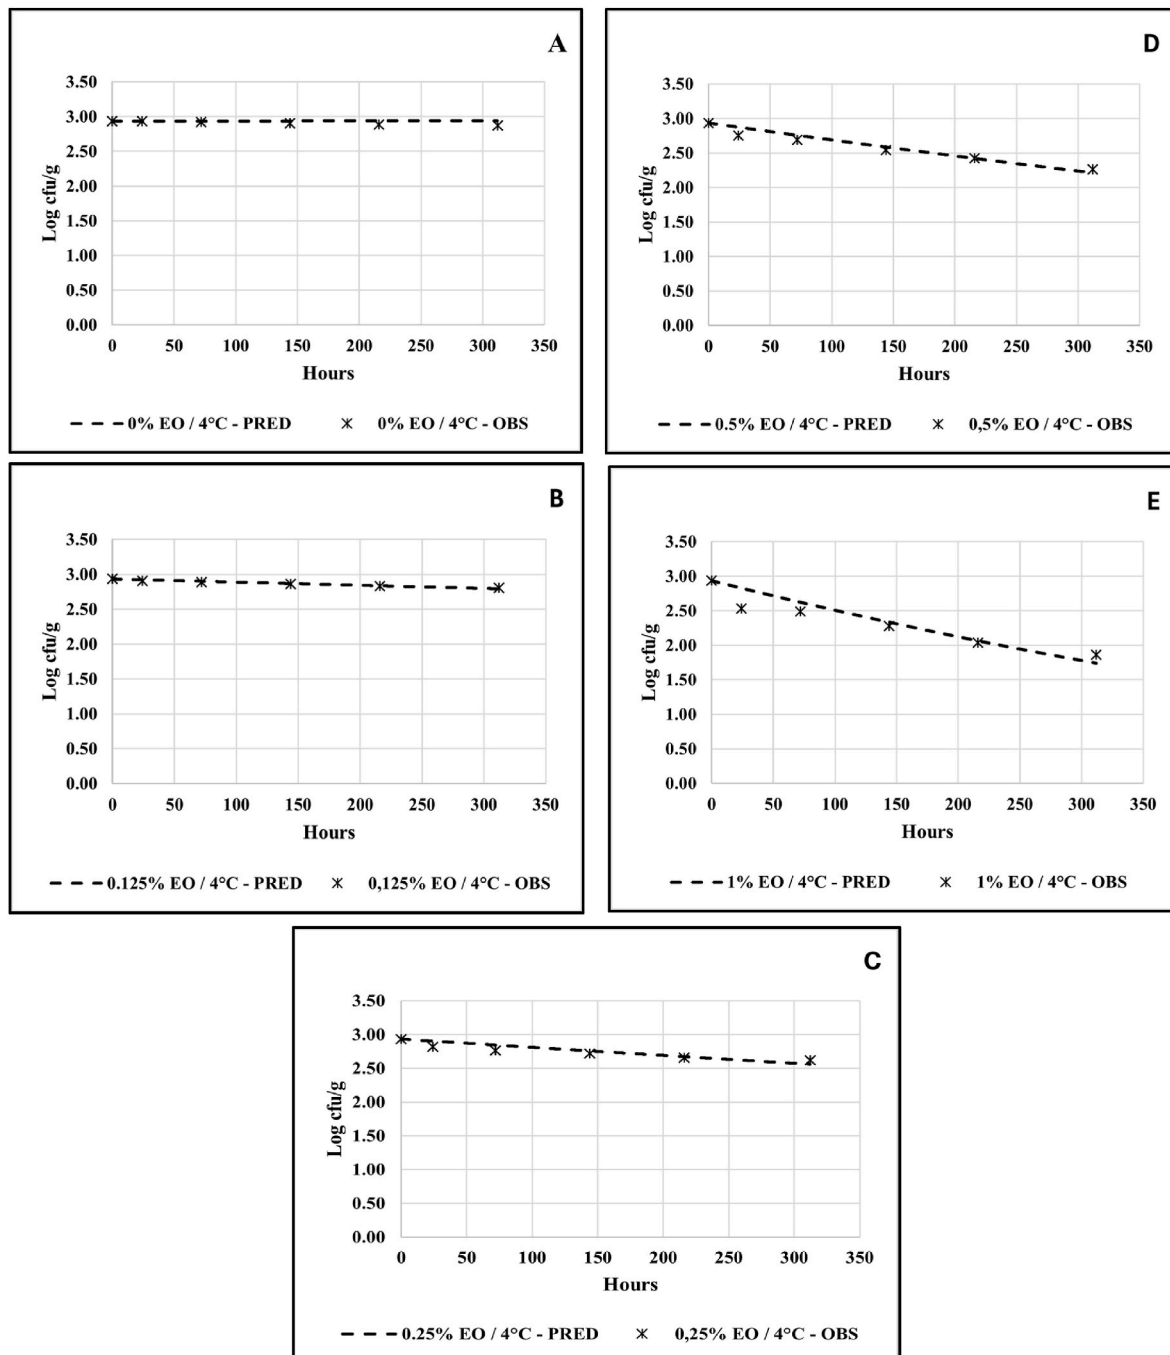 A
3.50
3.00
2.50
2.00
1.50
1.00
0.50
0.00
Log cfu/g
0 50 100 150 200 250 300 350
Hours
0% EO / 4°C - PRED 0% EO / 4°C - OBS
D
3.50
3.00
2.50
2.00
1.50
1.00
0.50
0.00
Log cfu/g
0 50 100 150 200 250 300 350
Hours
0.5% EO / 4°C - PRED 0,5% EO / 4°C - OBS
B
3.50
3.00
2.50
2.00
1.50
1.00
0.50
0.00
Log cfu/g
0 50 100 150 200 250 300 350
Hours
0.125% EO / 4°C - PRED 0,125% EO / 4°C - OBS
E
3.50
3.00
2.50
2.00
1.50
1.00
0.50
0.00
Log cfu/g
0 50 100 150 200 250 300 350
Hours
1% EO / 4°C - PRED 1% EO / 4°C - OBS
C
3.50
3.00
2.50
2.00
1.50
1.00
0.50
0.00
Log cfu/g
0 50 100 150 200 250 300 350
Hours
0.25% EO / 4°C - PRED 0,25% EO / 4°C - OBS